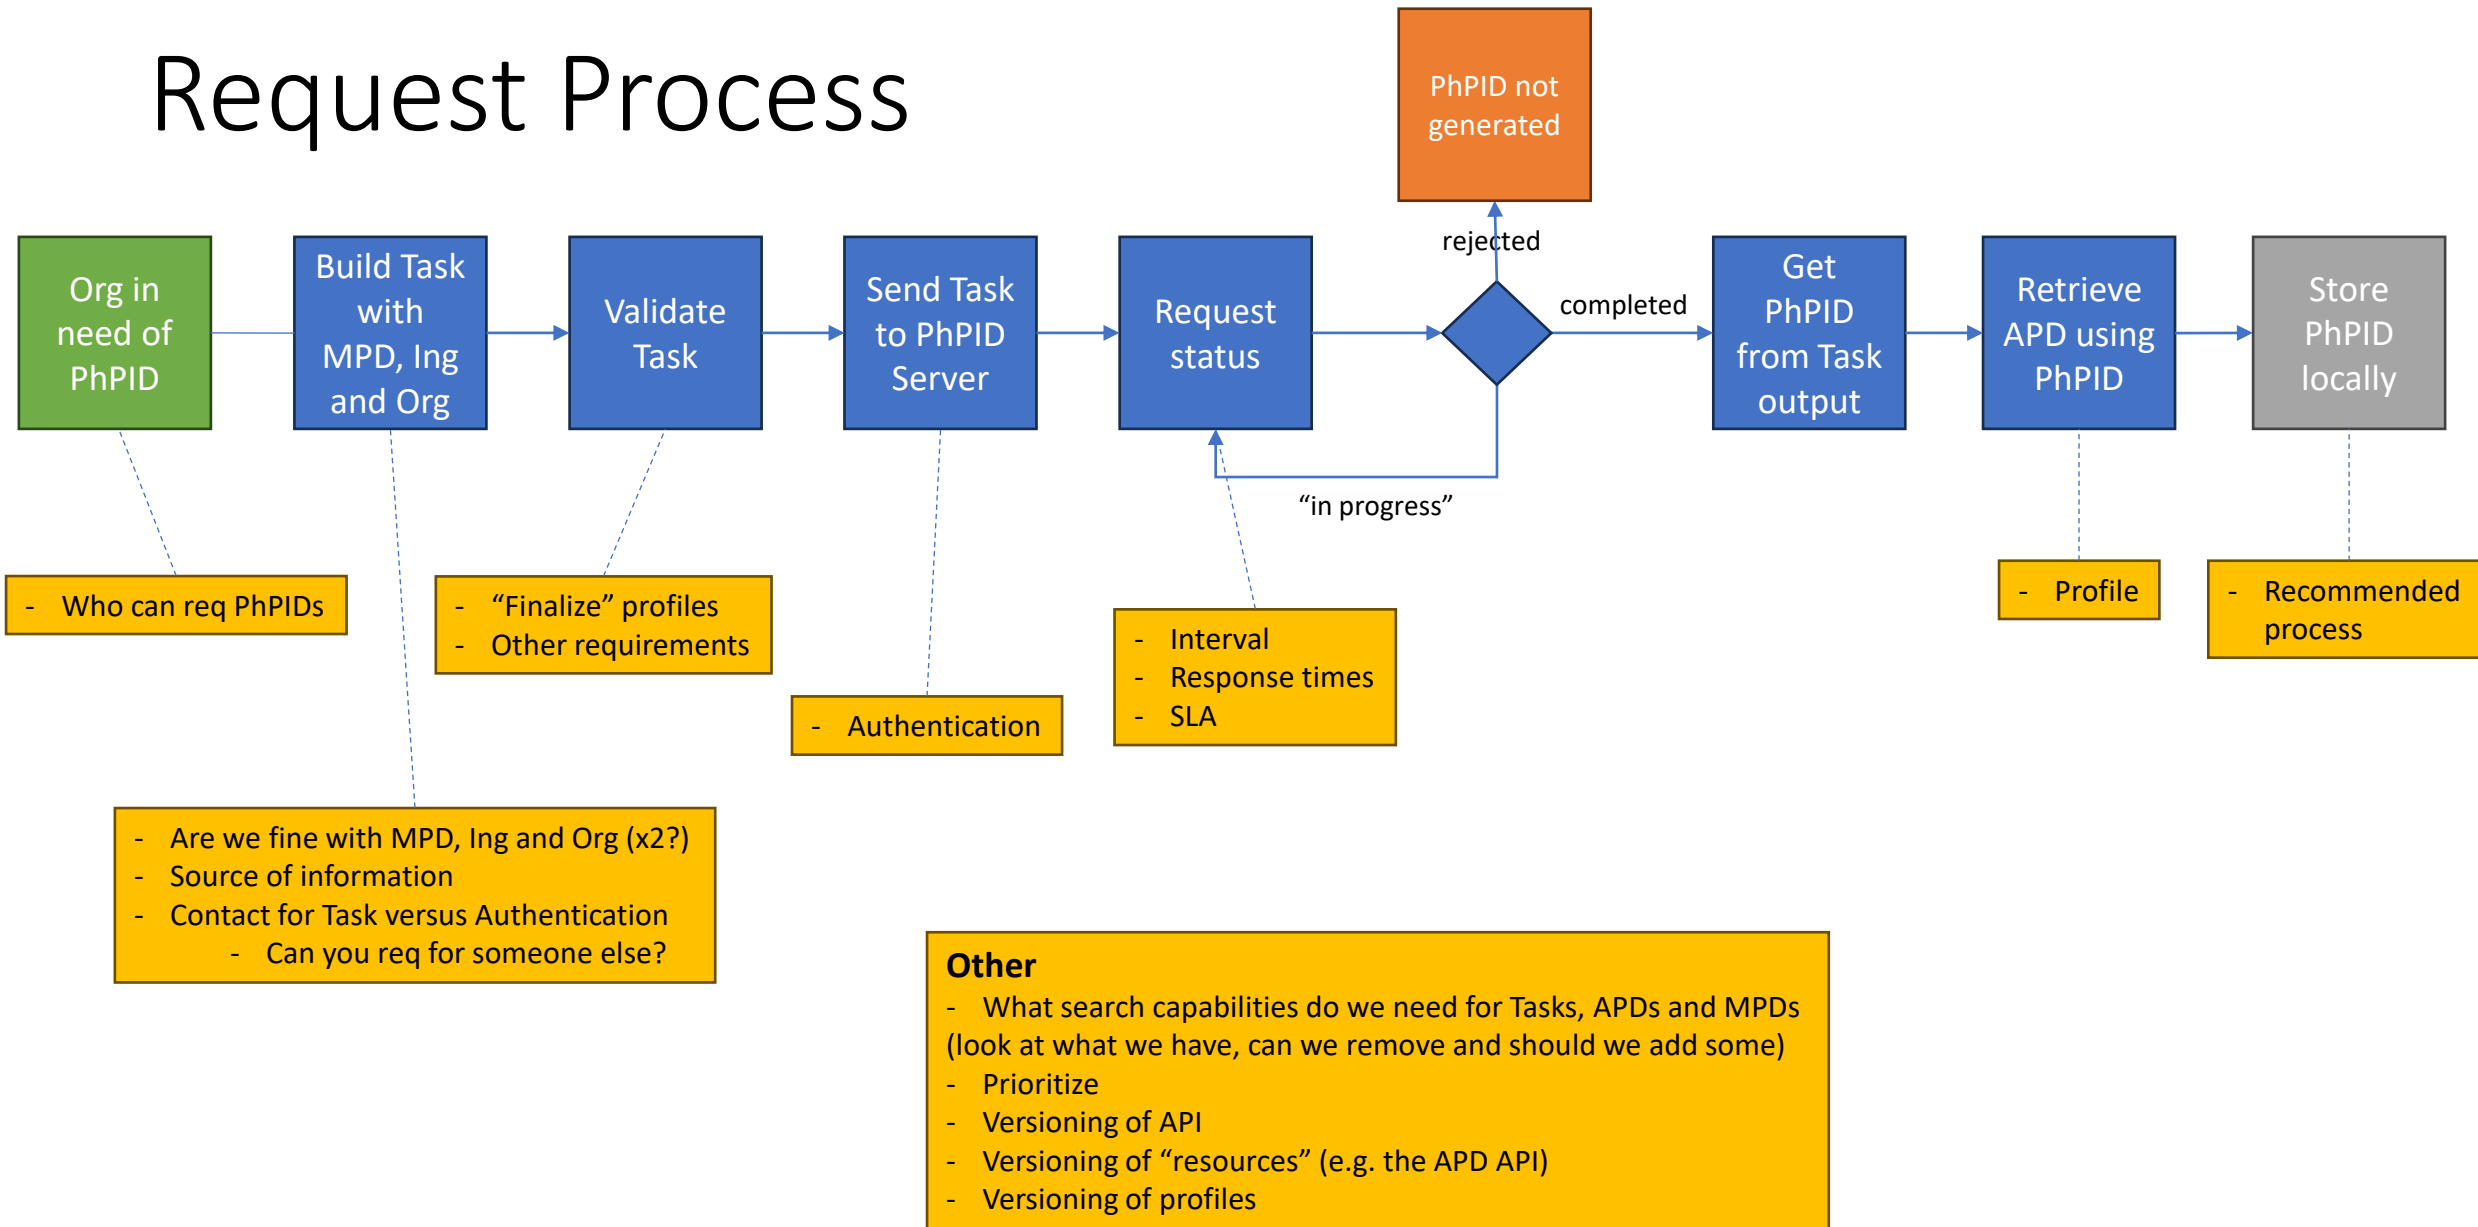 Request Process
PhPID not
generated
Org in
need of
PhPID
Build Task
with
MPD, Ing
and Org
Validate
Task
Send Task
to PhPID
Server
Request
status
rejected
completed
“in progress”
Get
PhPID
from Task
output
Retrieve
APD using
PhPID
Store
PhPID
locally
- Who can req PhPIDs
- “Finalize” profiles
- Other requirements
- Authentication
- Interval
- Response times
- SLA
- Profile
- Recommended
process
- Are we fine with MPD, Ing and Org (x2?)
- Source of information
- Contact for Task versus Authentication
- Can you req for someone else?
Other
- What search capabilities do we need for Tasks, APDs and MPDs
(look at what we have, can we remove and should we add some)
- Prioritize
- Versioning of API
- Versioning of “resources” (e.g. the APD API)
- Versioning of profiles